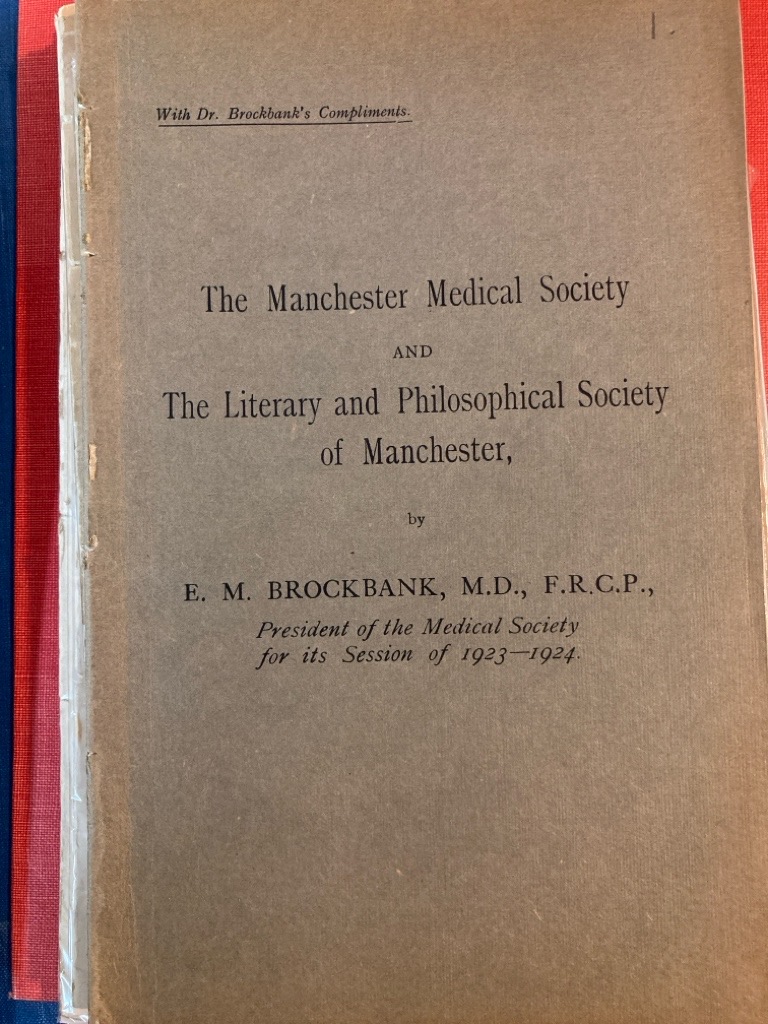 With Dr. Brockbank's Compliments.
The Manchester Medical Society
AND
The Literary and Philosophical Society
of Manchester,
by
E. M. BROCKBANK, M.D., F.R.C.P.,
President of the Medical Society
for its Session of 1923—1924.